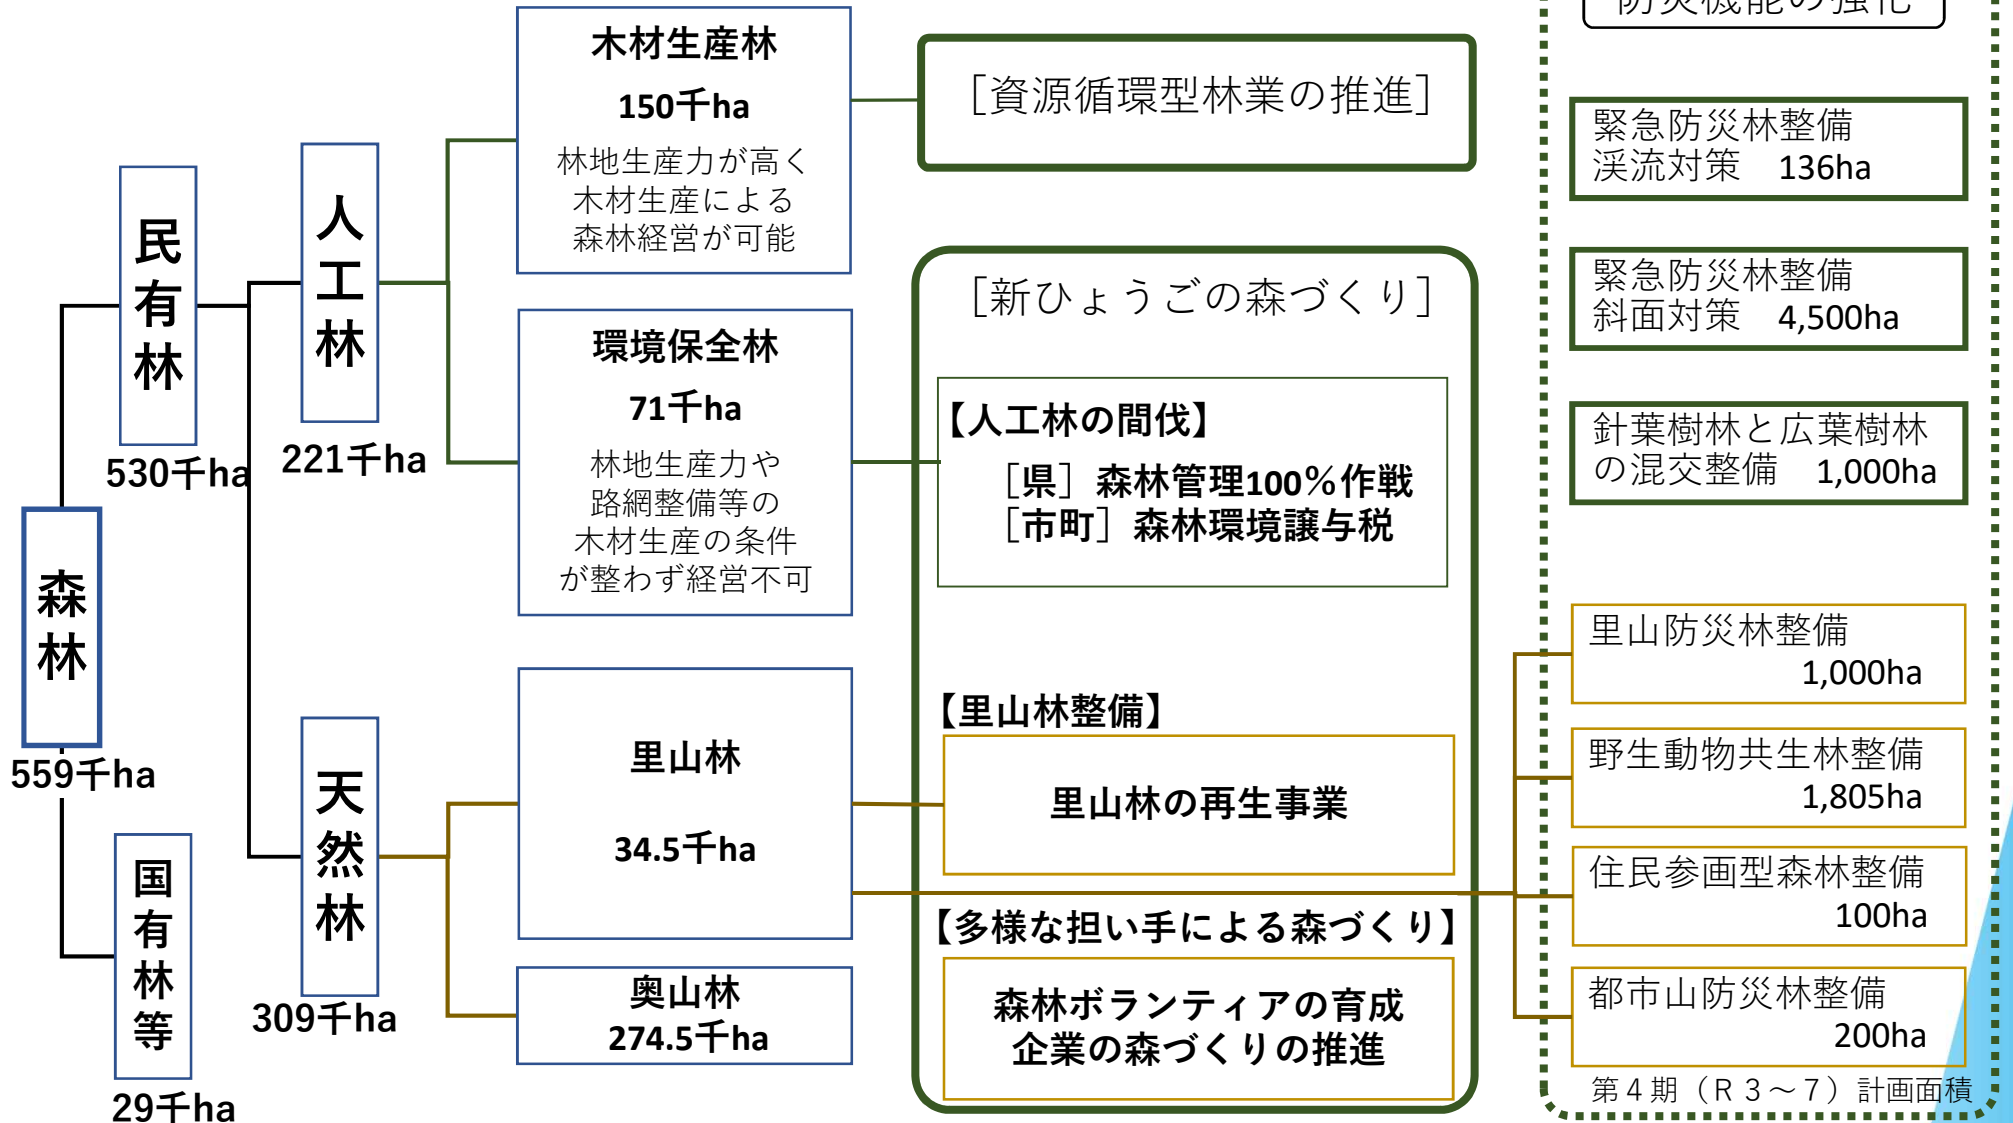 森林
559千ha
民有林
530千ha
国有林等
29千ha
人工林
221千ha
天然林
309千ha
木材生産林
150千ha
林地生産力が高く
木材生産による
森林経営が可能
環境保全林
71千ha
林地生産力や
路網整備等の
木材生産の条件
が整わず経営不可
里山林
34.5千ha
奥山林
274.5千ha
［資源循環型林業の推進］
［新ひょうごの森づくり］
【人工林の間伐】
［県］森林管理100％作戦
［市町］森林環境譲与税
【里山林整備】
里山林の再生事業
【多様な担い手による森づくり】
森林ボランティアの育成
企業の森づくりの推進
防災機能の強化
緊急防災林整備
渓流対策　136ha
緊急防災林整備
斜面対策　4,500ha
針葉樹林と広葉樹林
の混交整備　1,000ha
里山防災林整備
1,000ha
野生動物共生林整備
1,805ha
住民参画型森林整備
100ha
都市山防災林整備
200ha
第４期（Ｒ３～７）計画面積